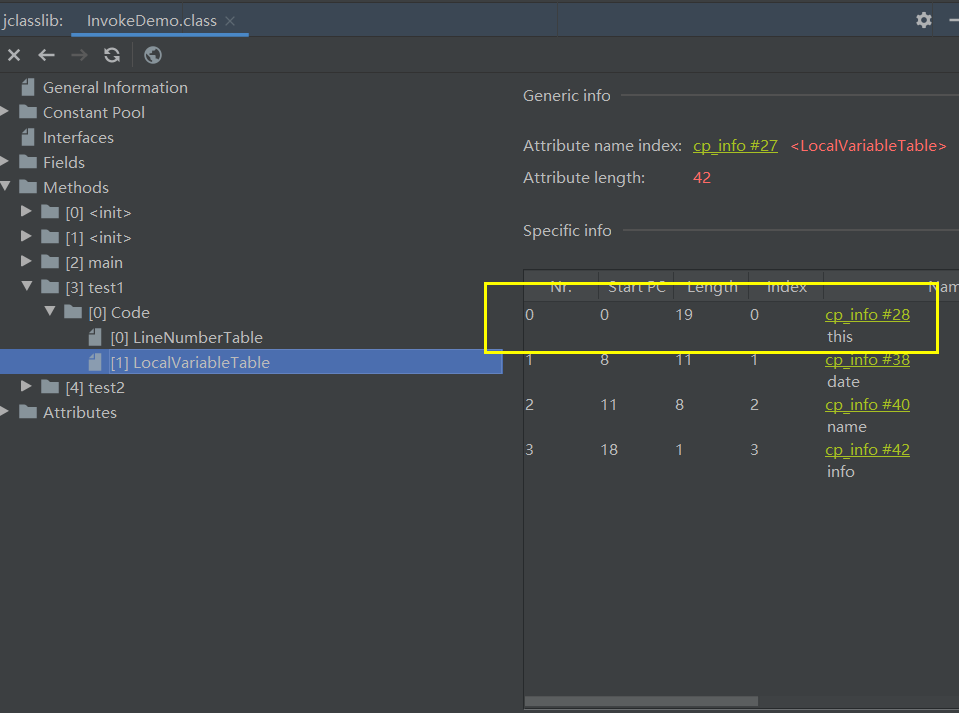 jclasslib: InvokeDemo.class
General Information
Constant Pool
Interfaces
Fields
Methods
[0] <init>
[1] <init>
[2] main
[3] test1
[0] Code
[0] LineNumberTable
[1] LocalVariableTable
[4] test2
Attributes
Generic info
Attribute name index: cp_info #27 <LocalVariableTable>
Attribute length: 42
Specific info
Nr. Start PC Length Index Nam
0 0 19 0 cp_info #28
this
1 8 11 1 cp_info #38
date
2 11 8 2 cp_info #40
name
3 18 1 3 cp_info #42
info